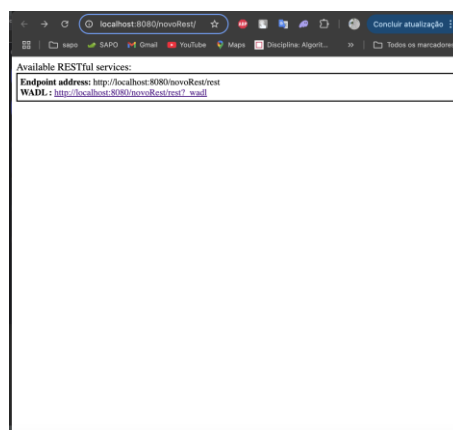 localhost:8080/novoRest/
Concluir atualização
sapo SAPO Gmail YouTube Maps Disciplina: Algorit... » Todos os marcadores
Available RESTful services:
Endpoint address: http://localhost:8080/novoRest/rest
WADL : http://localhost:8080/novoRest/rest?_wadl